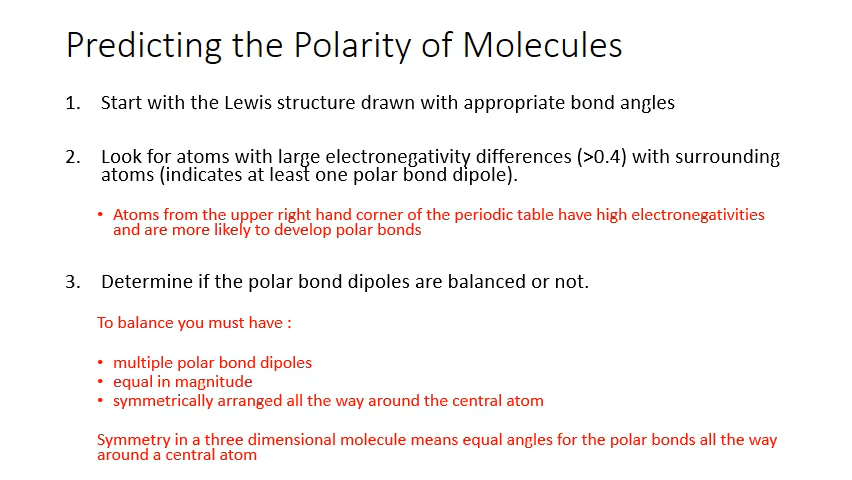 Predicting the Polarity of Molecules
1. Start with the Lewis structure drawn with appropriate bond angles
2. Look for atoms with large electronegativity differences (>0.4) with surrounding
atoms (indicates at least one polar bond dipole).
• Atoms from the upper right hand corner of the periodic table have high electronegativities
and are more likely to develop polar bonds
3. Determine if the polar bond dipoles are balanced or not.
To balance you must have :
• multiple polar bond dipoles
• equal in magnitude
• symmetrically arranged all the way around the central atom
Symmetry in a three dimensional molecule means equal angles for the polar bonds all the way
around a central atom